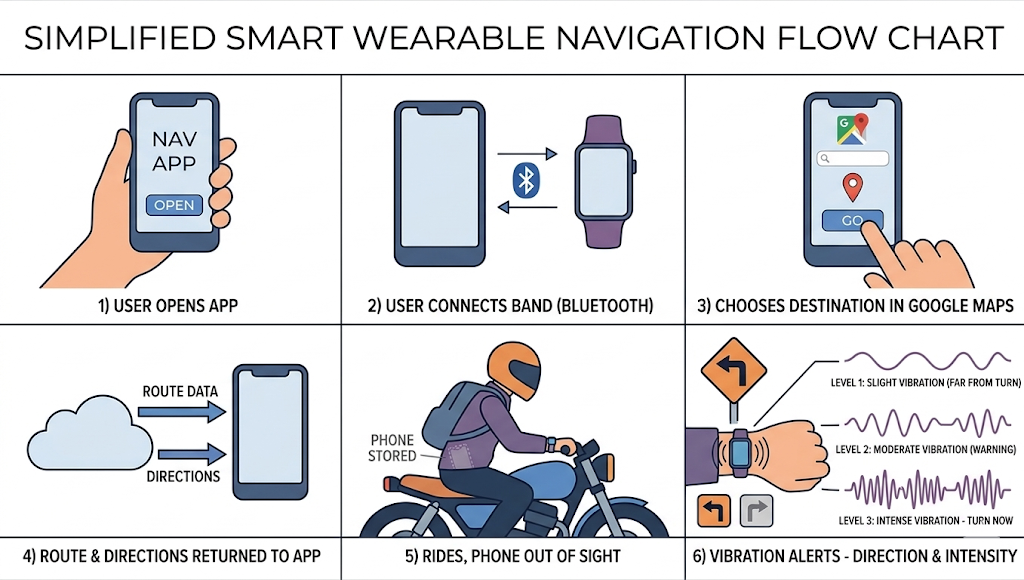 SIMPLIFIED SMART WEARABLE NAVIGATION FLOW CHART
NAV
APP
OPEN
1) USER OPENS APP
2) USER CONNECTS BAND (BLUETOOTH)
G
GO
3) CHOOSES DESTINATION IN GOOGLE MAPS
ROUTE DATA
DIRECTIONS
4) ROUTE & DIRECTIONS RETURNED TO APP
PHONE
STORED
5) RIDES, PHONE OUT OF SIGHT
LEVEL 1: SLIGHT VIBRATION (FAR FROM TURN)
LEVEL 2: MODERATE VIBRATION (WARNING)
LEVEL 3: INTENSE VIBRATION - TURN NOW
6) VIBRATION ALERTS - DIRECTION & INTENSITY